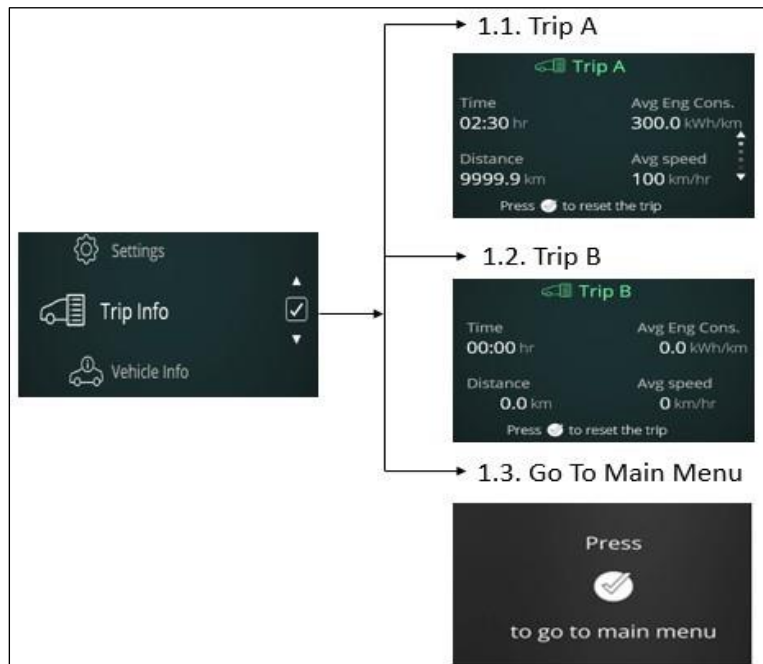 1.1. Trip A
Trip A
Time Avg Eng Cons.
02:30 hr 300.0 kWh/km
Distance Avg speed
9999.9 km 100 km/hr
Press to reset the trip
Settings
Trip Info
Vehicle Info
1.2. Trip B
Trip B
Time Avg Eng Cons.
00:00 hr 0.0 kWh/km
Distance Avg speed
0.0 km 0 km/hr
Press to reset the trip
1.3. Go To Main Menu
Press
to go to main menu